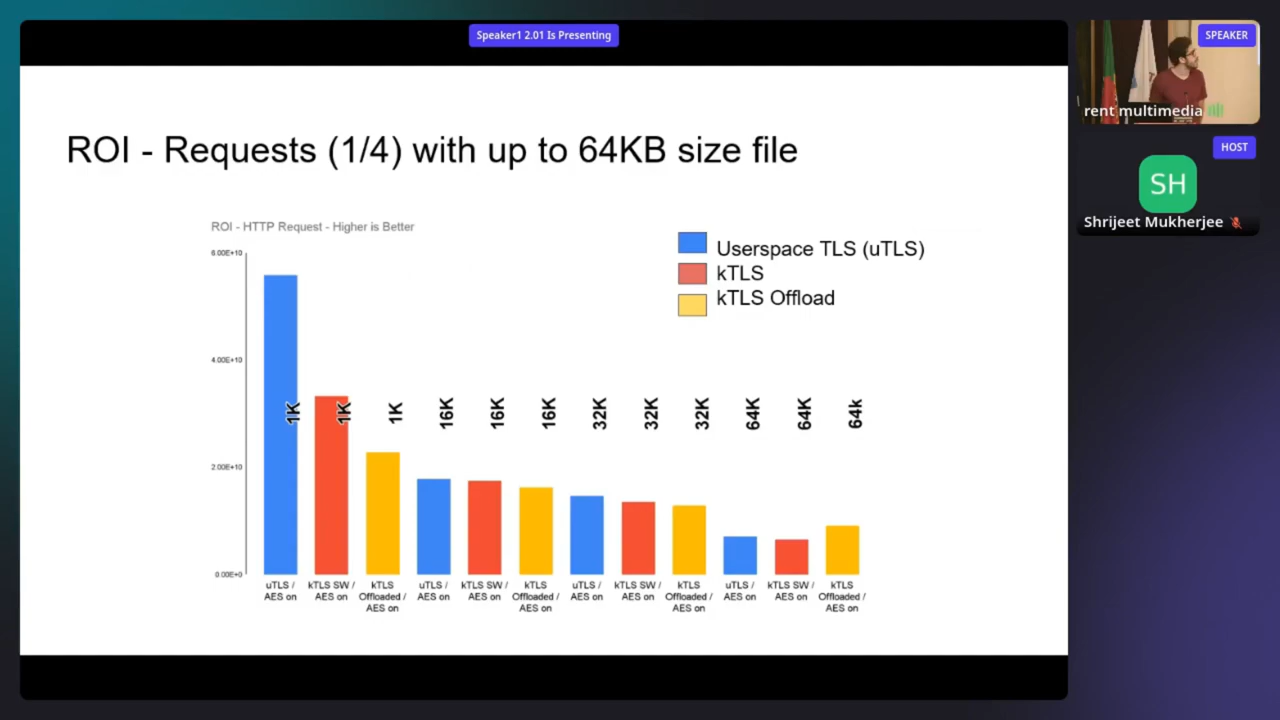 Speaker1 2.01 Is Presenting
SPEAKER
rent multimedia
HOST
SH
Shrijeet Mukherjee
ROI - Requests (1/4) with up to 64KB size file
ROI - HTTP Request - Higher is Better
Userspace TLS (uTLS)
kTLS
kTLS Offload
6.00E+10
4.00E+10
2.00E+10
0.00E+0
1K
1K
1K
16K
16K
16K
32K
32K
32K
64K
64K
64k
uTLS /
AES on
kTLS SW /
AES on
kTLS
Offloaded /
AES on
uTLS /
AES on
kTLS SW /
AES on
kTLS
Offloaded /
AES on
uTLS /
AES on
kTLS SW /
AES on
kTLS
Offloaded /
AES on
uTLS /
AES on
kTLS SW /
AES on
kTLS
Offloaded /
AES on